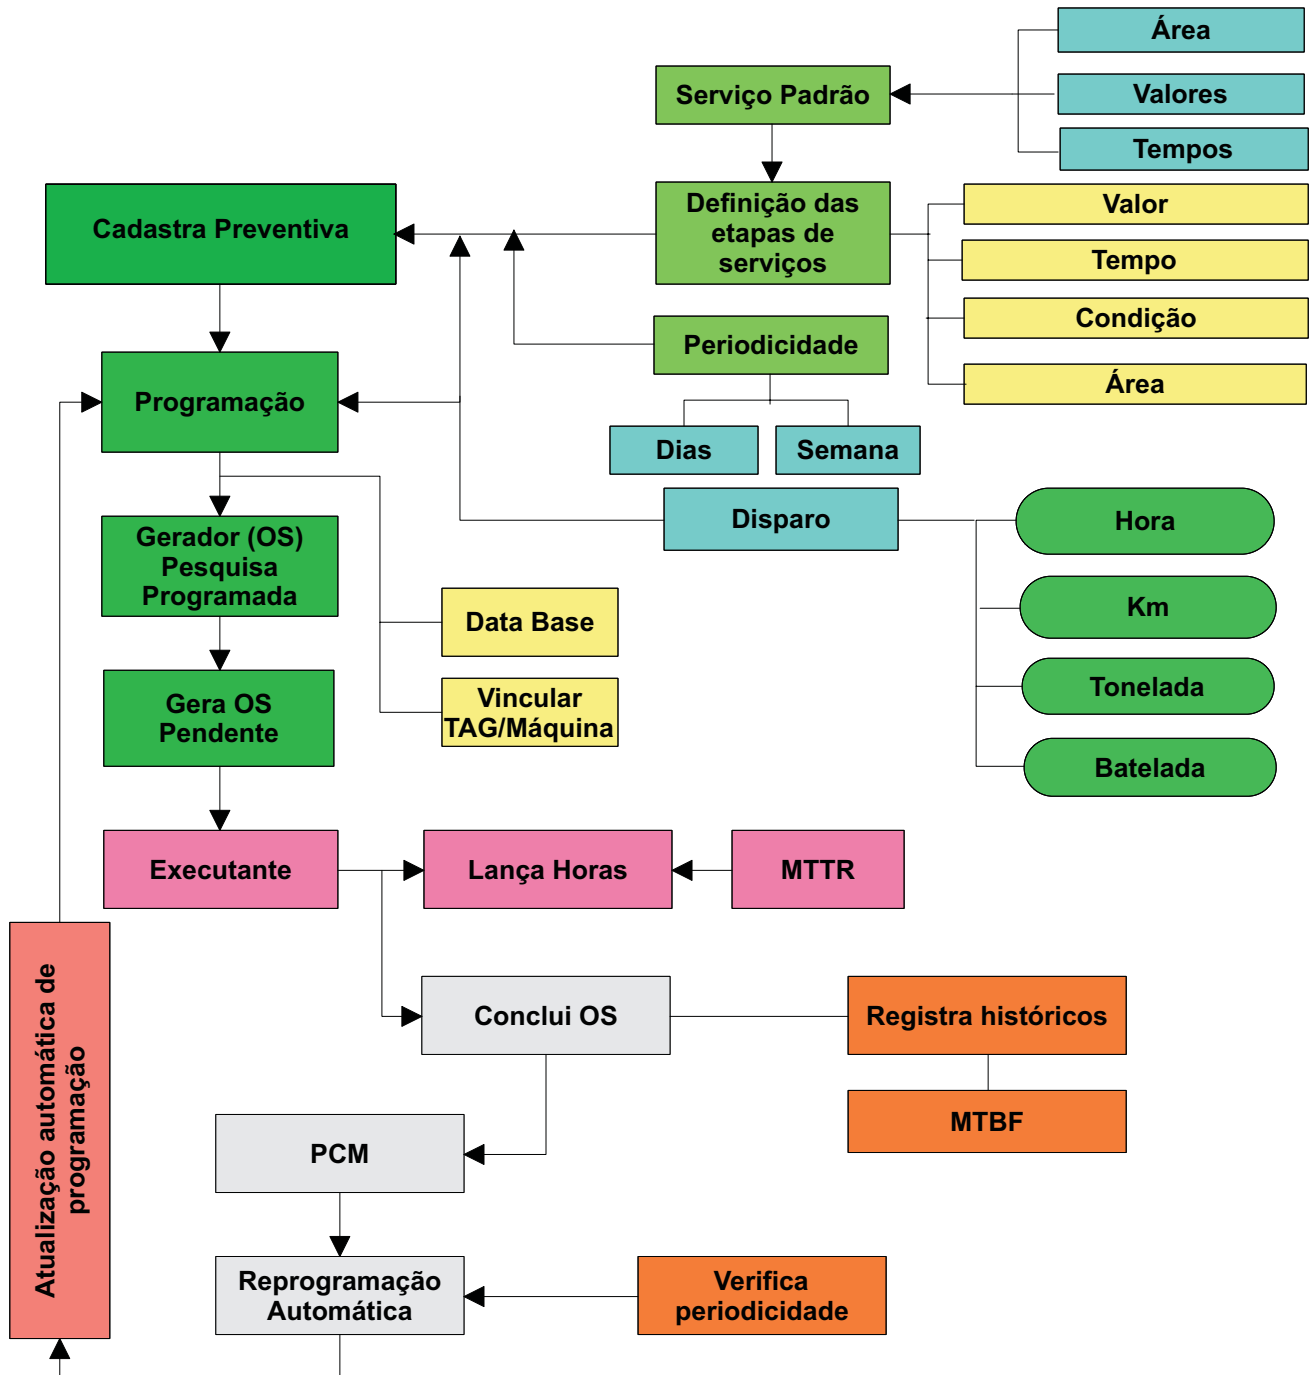 Área
Serviço Padrão
Valores
Tempos
Cadastra Preventiva
Definição das
etapas de
serviços
Valor
Tempo
Condição
Área
Periodicidade
Programação
Dias
Semana
Disparo
Hora
Km
Tonelada
Batelada
Gerador (OS)
Pesquisa
Programada
Data Base
Gera OS
Pendente
Vincular
TAG/Máquina
Executante
Lança Horas
MTTR
Conclui OS
Registra históricos
MTBF
PCM
Atualização automática de
programação
Reprogramação
Automática
Verifica
periodicidade